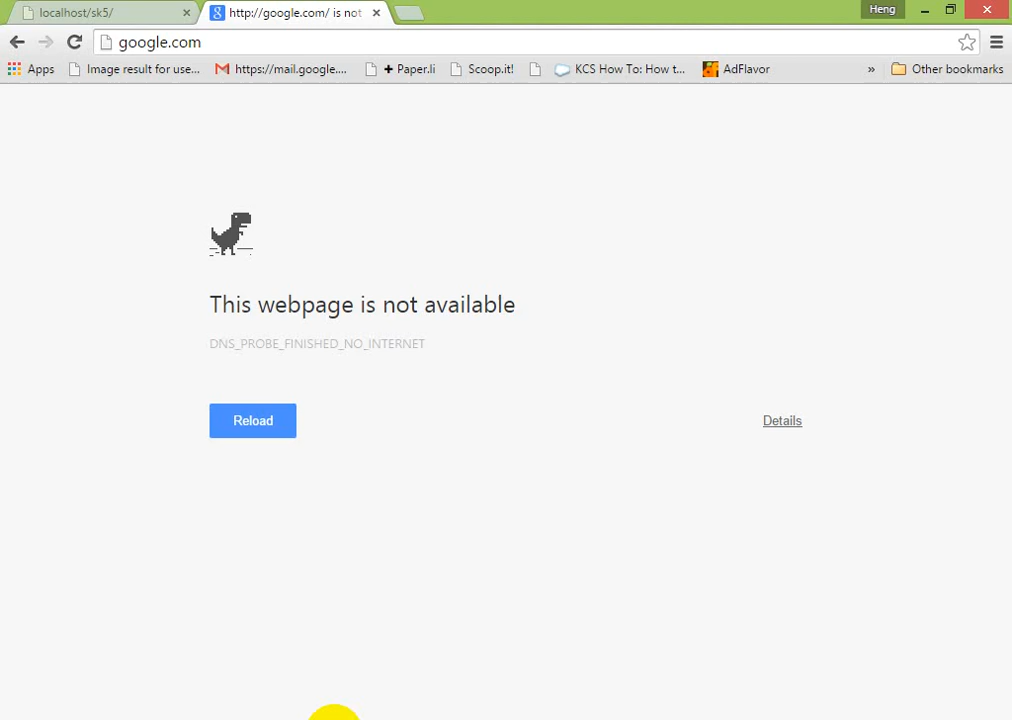 localhost/sk5/
http://google.com/ is not
Heng
google.com
Apps
Image result for use...
https://mail.google....
+ Paper.li
Scoop.it!
KCS How To: How t...
AdFlavor
»
Other bookmarks
This webpage is not available
DNS_PROBE_FINISHED_NO_INTERNET
Reload
Details